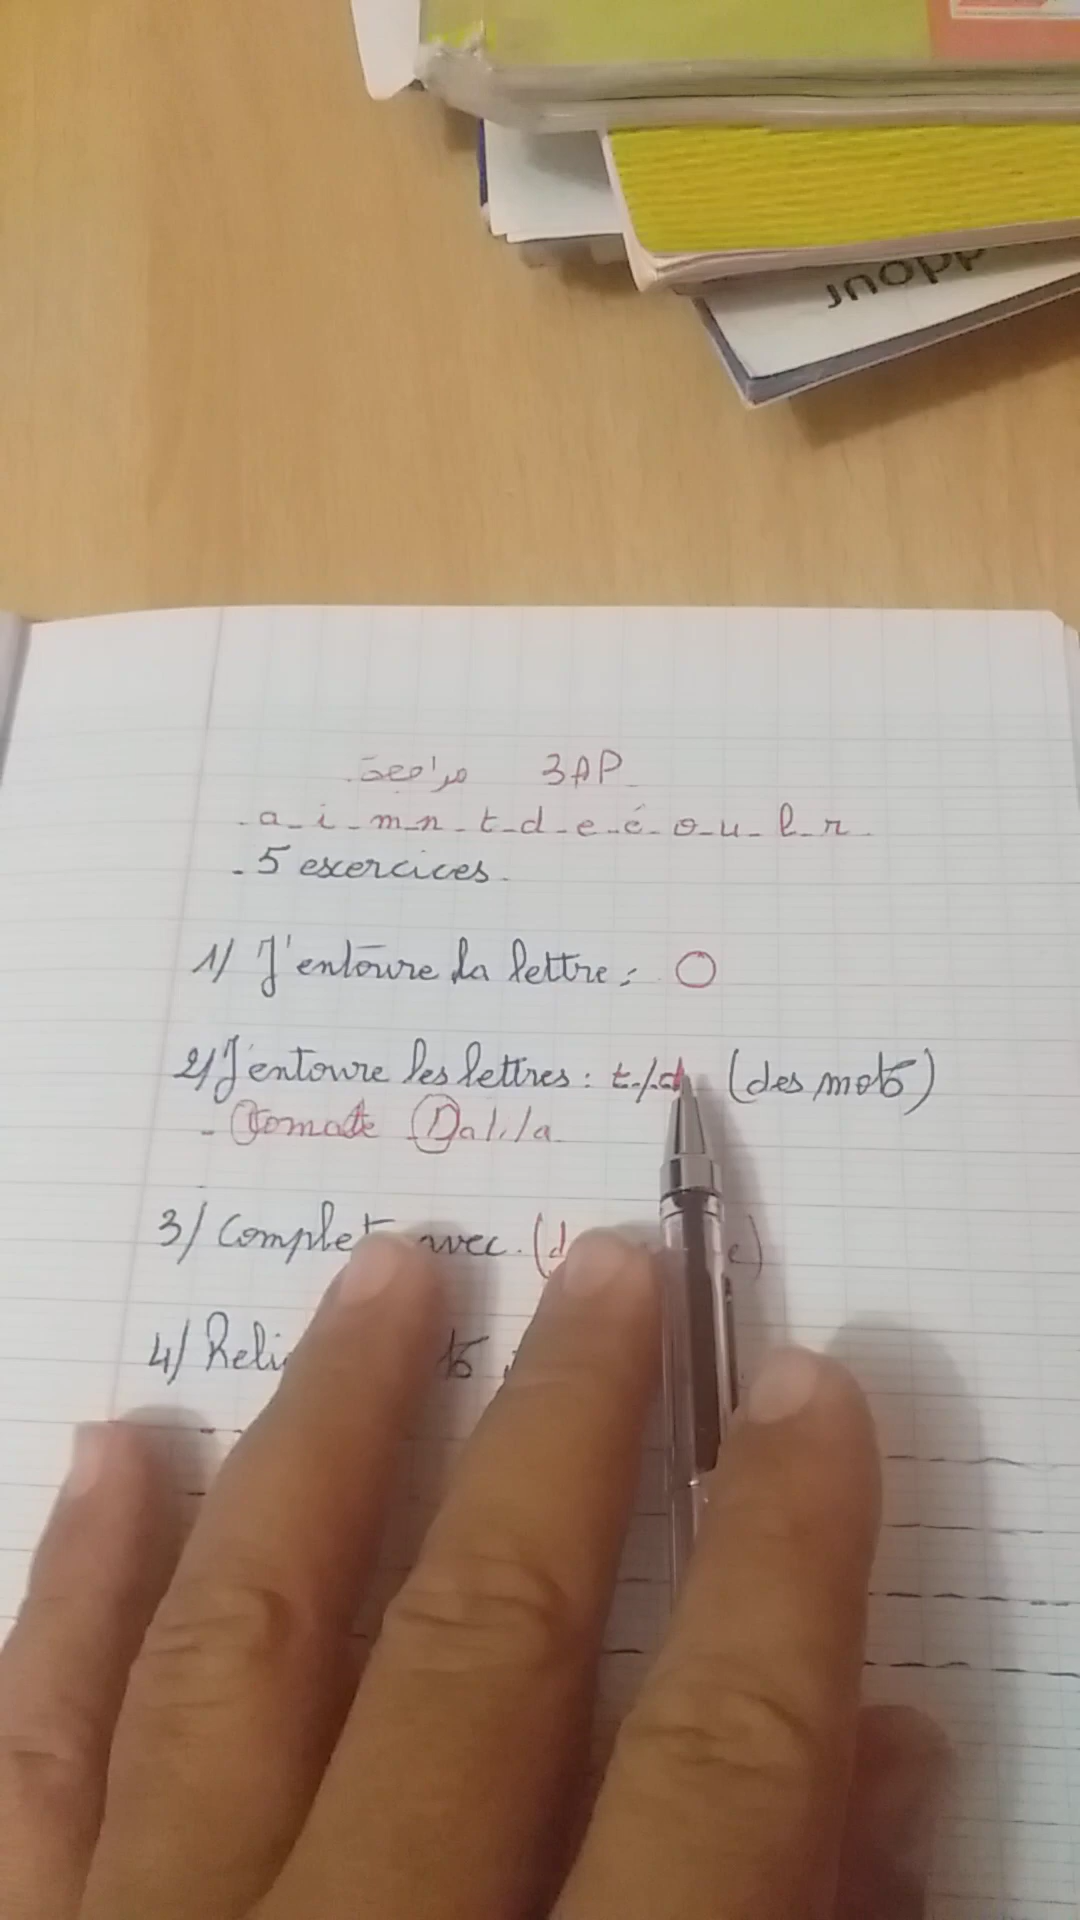 ddour
مراجعة 3AP
. a - i - m - n - t - d - e - é - o - u - l - r .
. 5 exercices .
1/ J'entoure la lettre : O
2/ J'entoure les lettres : t / d (des mots)
- Tomate Dalila
3/ Complet avec . (d e)
4/ Reli